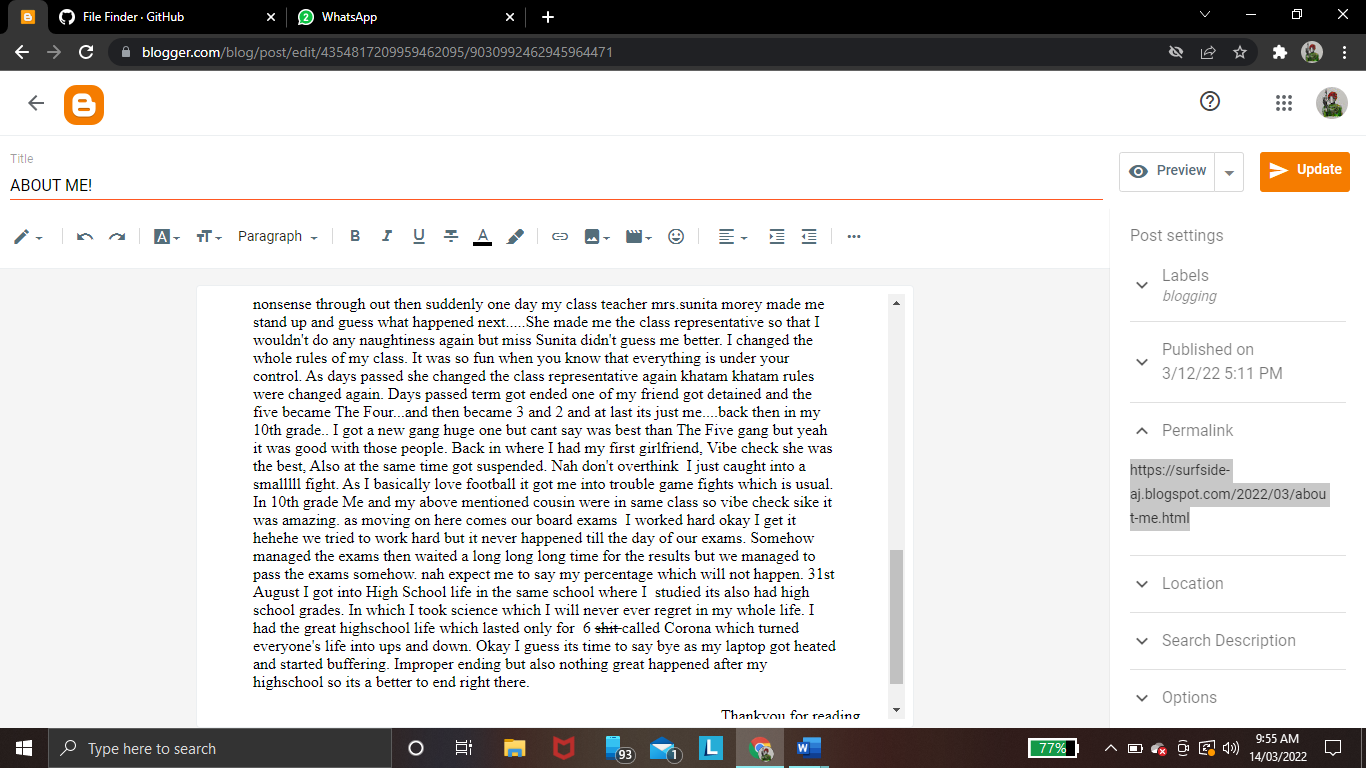 File Finder · GitHub
2
WhatsApp
blogger.com/blog/post/edit/4354817209959462095/9030992462945964471
Title
ABOUT ME!
Preview
Update
Paragraph
B I U A
nonsense through out then suddenly one day my class teacher mrs.sunita morey made me
stand up and guess what happened next.....She made me the class representative so that I
wouldn't do any naughtiness again but miss Sunita didn't guess me better. I changed the
whole rules of my class. It was so fun when you know that everything is under your
control. As days passed she changed the class representative again khatam khatam rules
were changed again. Days passed term got ended one of my friend got detained and the
five became The Four...and then became 3 and 2 and at last its just me....back then in my
10th grade.. I got a new gang huge one but cant say was best than The Five gang but yeah
it was good with those people. Back in where I had my first girlfriend, Vibe check she was
the best, Also at the same time got suspended. Nah don't overthink  I just caught into a
smalllll fight. As I basically love football it got me into trouble game fights which is usual.
In 10th grade Me and my above mentioned cousin were in same class so vibe check sike it
was amazing. as moving on here comes our board exams  I worked hard okay I get it
hehehe we tried to work hard but it never happened till the day of our exams. Somehow
managed the exams then waited a long long long time for the results but we managed to
pass the exams somehow. nah expect me to say my percentage which will not happen. 31st
August I got into High School life in the same school where I  studied its also had high
school grades. In which I took science which I will never ever regret in my whole life. I
had the great highschool life which lasted only for  6 shit called Corona which turned
everyone's life into ups and down. Okay I guess its time to say bye as my laptop got heated
and started buffering. Improper ending but also nothing great happened after my
highschool so its a better to end right there.
Thankyou for reading
Post settings
Labels
blogging
Published on
3/12/22 5:11 PM
Permalink
https://surfside-
aj.blogspot.com/2022/03/abou
t-me.html
Location
Search Description
Options
Type here to search
93
1
L
W
77%
9:55 AM
14/03/2022